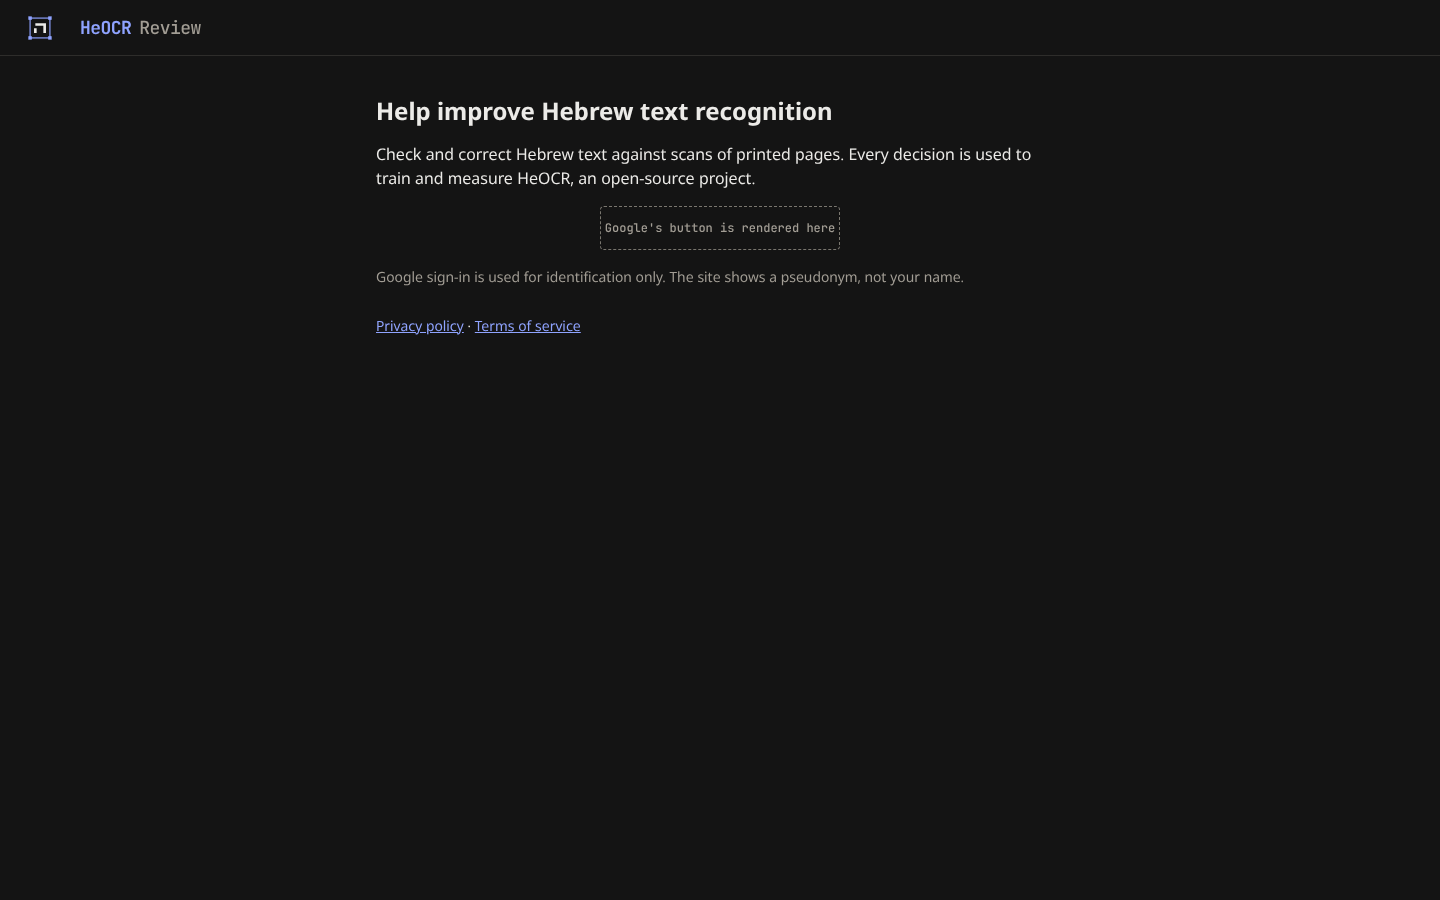 HeOCR Review
Help improve Hebrew text recognition
Check and correct Hebrew text against scans of printed pages. Every decision is used to
train and measure HeOCR, an open-source project.
Google's button is rendered here
Google sign-in is used for identification only. The site shows a pseudonym, not your name.
Privacy policy · Terms of service